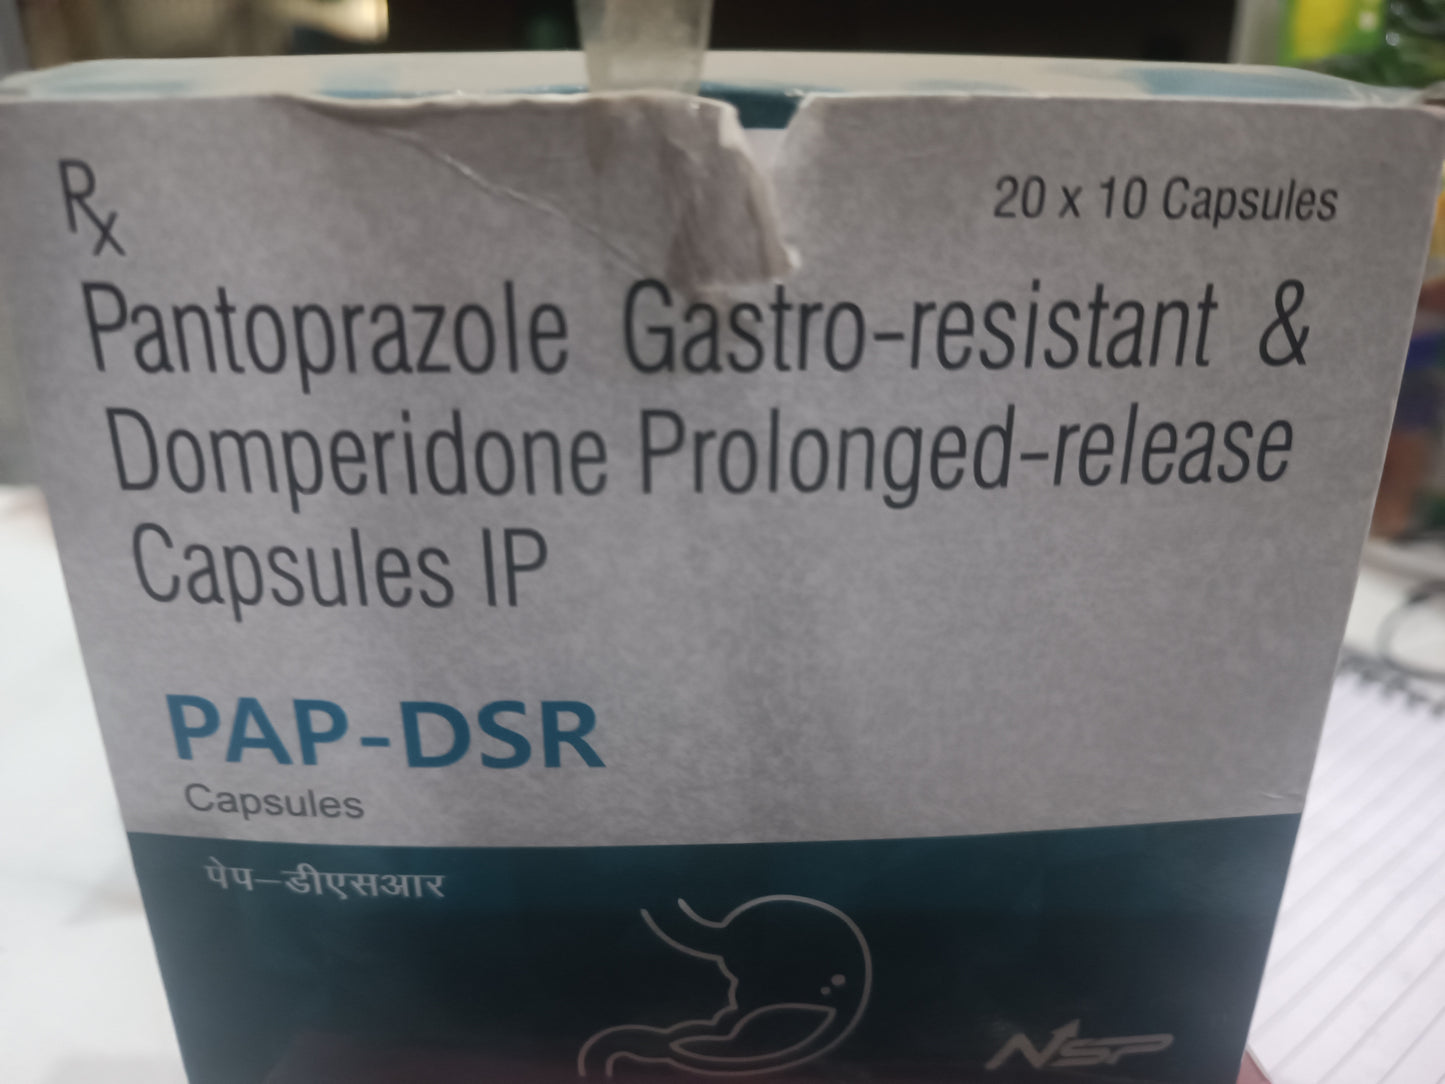 Rx
20 x 10 Capsules
Pantoprazole Gastro-resistant &
Domperidone Prolonged-release
Capsules IP
PAP-DSR
Capsules
पेप-डीएसआर
NSP